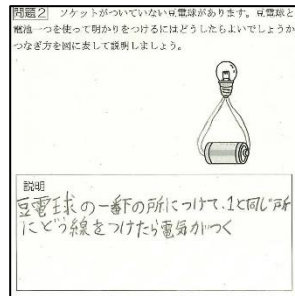 問題2 ソケットがついていない豆電球があります。豆電球と
電池一つを使って明かりをつけるにはどうしたらよいでしょうか
つなぎ方を図に表して説明しましょう。
説明
豆電球の一番下の所につけて、1と同じ所
にどう線をつけたら電気がつく